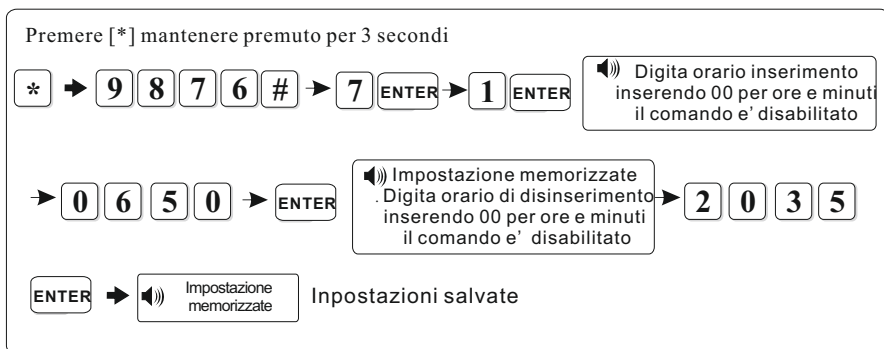 Premere [*] mantenere premuto per 3 secondi
* 9 8 7 6 # 7 ENTER 1 ENTER
Digita orario inserimento
inserendo 00 per ore e minuti
il comando e' disabilitato
0 6 5 0 ENTER
Impostazione memorizzate
. Digita orario di disinserimento
inserendo 00 per ore e minuti
il comando e' disabilitato
2 0 3 5
ENTER
Impostazione
memorizzate
Inpostazioni salvate